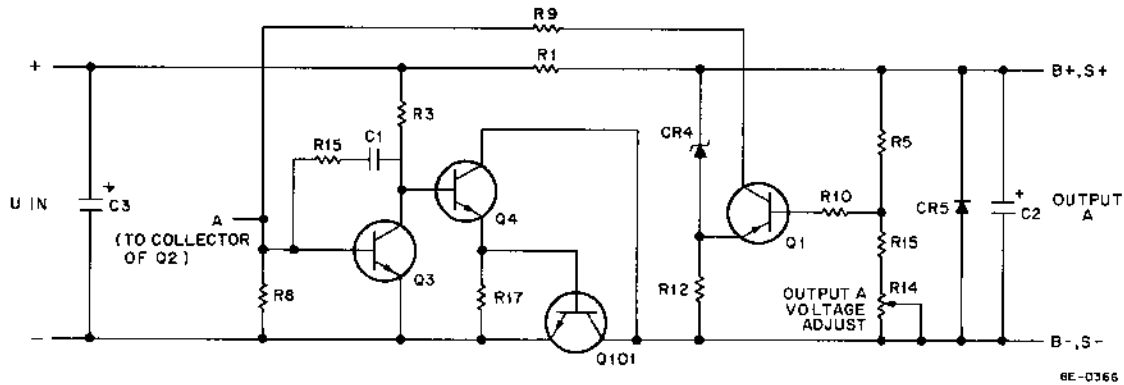 R9
R1
+
B+,S+
R3
C1
R15
CR4
R5
Q4
R10
+
C3
U IN
A
(TO COLLECTOR
OF Q2)
Q3
Q1
CR5
+
C2
OUTPUT
A
R15
R8
R17
R12
OUTPUT A
VOLTAGE
ADJUST
R14
−
Q101
B-,S-
BE-0366